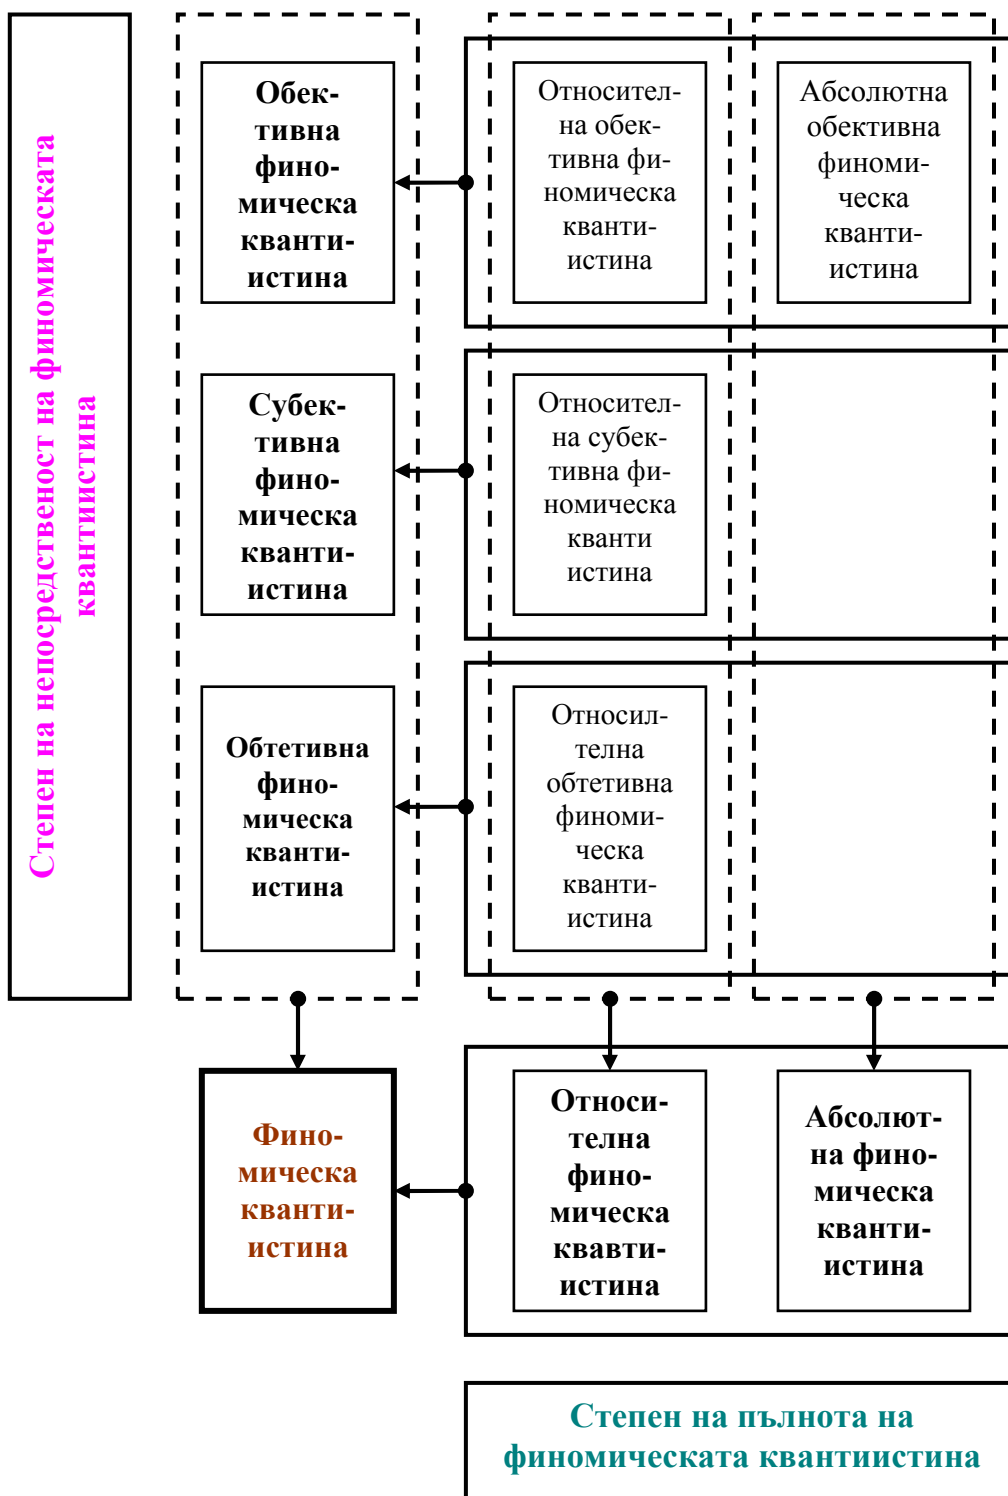 Степен на непосредственост на финомическата
квантиистина
Обек-
тивна
фино-
мическа
кванти-
истина
Относител-
на обек-
тивна фи-
номическа
кванти-
истина
Абсолютна
обективна
финоми-
ческа
кванти-
истина
Субек-
тивна
фино-
мическа
кванти-
истина
Относител-
на субек-
тивна фи-
номическа
кванти
истина
Обтетивна
фино-
мическа
кванти-
истина
Относил-
телна
обтетивна
финоми-
ческа
кванти-
истина
Фино-
мическа
кванти-
истина
Относи-
телна
фино-
мическа
квавти-
истина
Абсолют-
на фино-
мическа
кванти-
истина
Степен на пълнота на
финомическата квантиистина